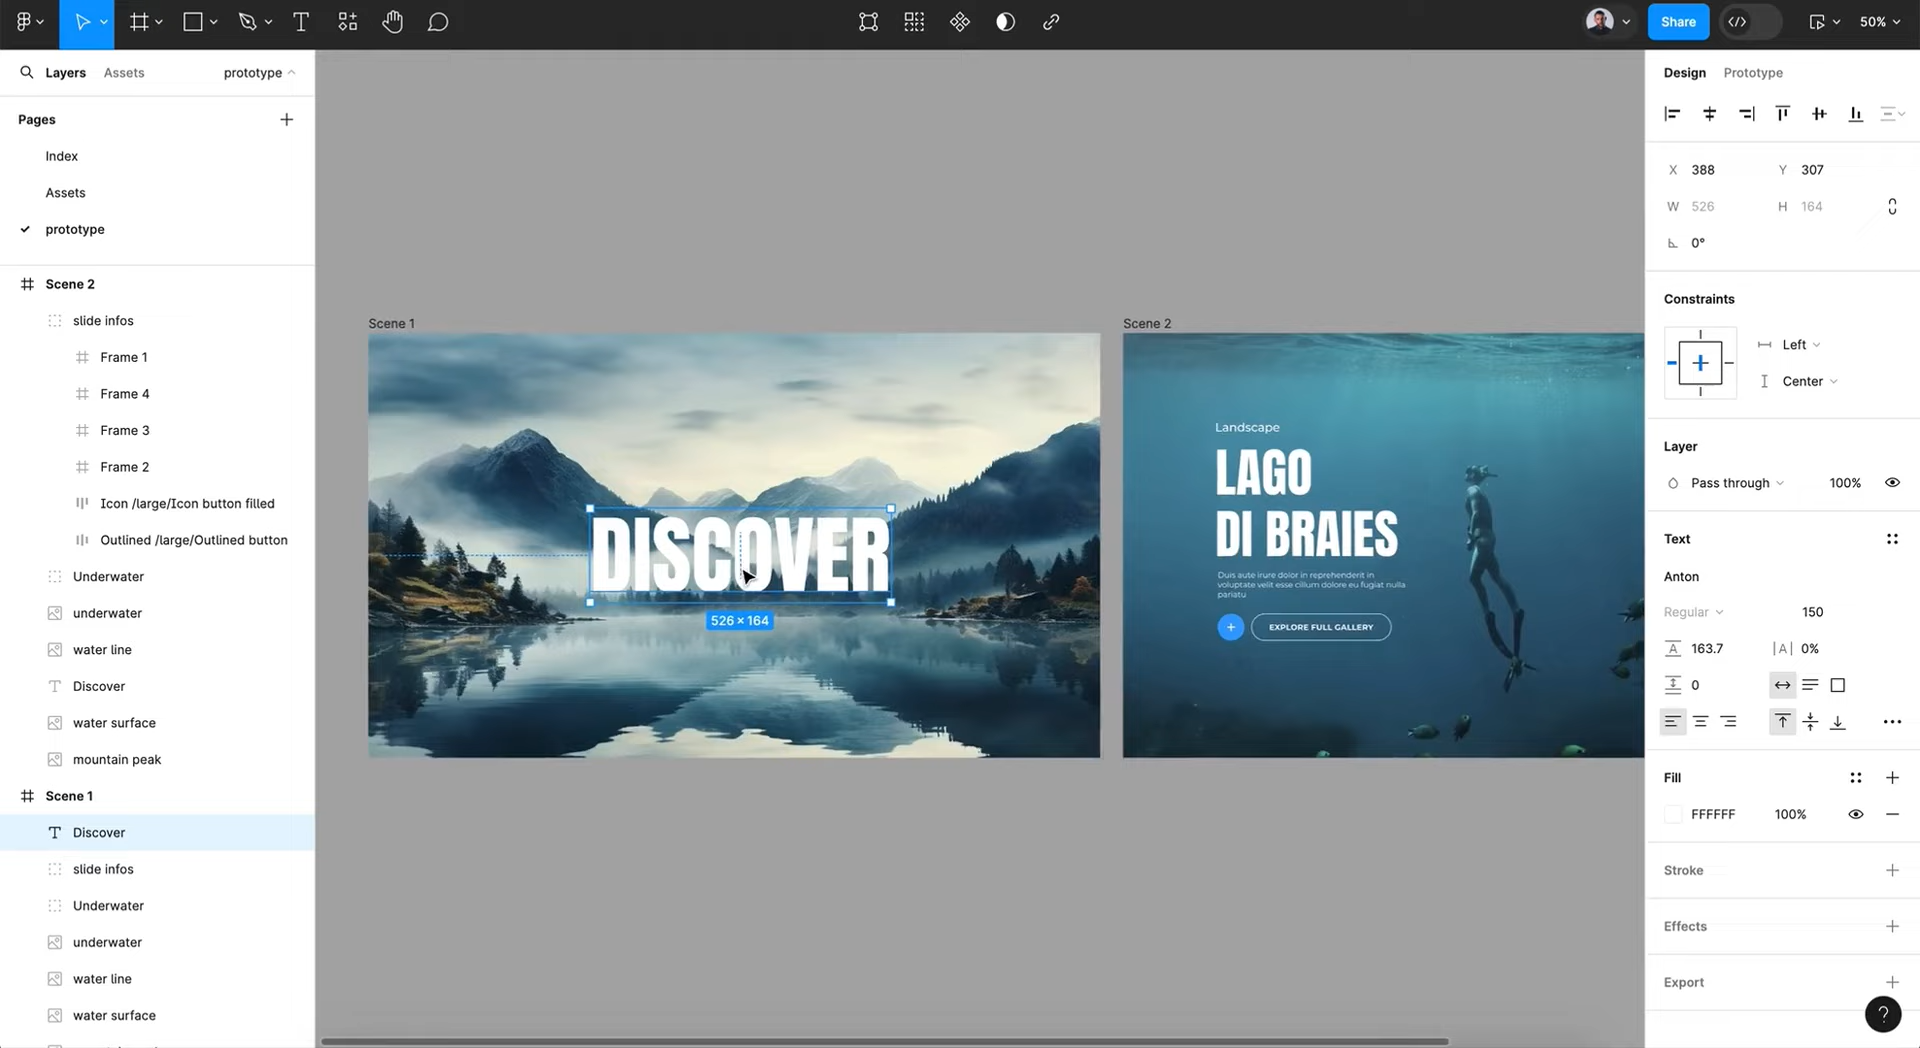 Share
50%
Layers
Assets
prototype
Pages
Index
Assets
prototype
Scene 2
slide infos
Frame 1
Frame 4
Frame 3
Frame 2
Icon /large/Icon button filled
Outlined /large/Outlined button
Underwater
underwater
water line
Discover
water surface
mountain peak
Scene 1
Discover
slide infos
Underwater
underwater
water line
water surface
Scene 1
DISCOVER
526 × 164
Scene 2
Landscape
LAGO
DI BRAIES
Duis aute irure dolor in reprehenderit in
voluptate velit esse cillum dolore eu fugiat nulla
pariatu
EXPLORE FULL GALLERY
Design
Prototype
X 388
Y 307
W 526
H 164
0°
Constraints
Left
Center
Layer
Pass through
100%
Text
Anton
Regular
150
163.7
|A| 0%
0
Fill
FFFFFF
100%
Stroke
Effects
Export
?